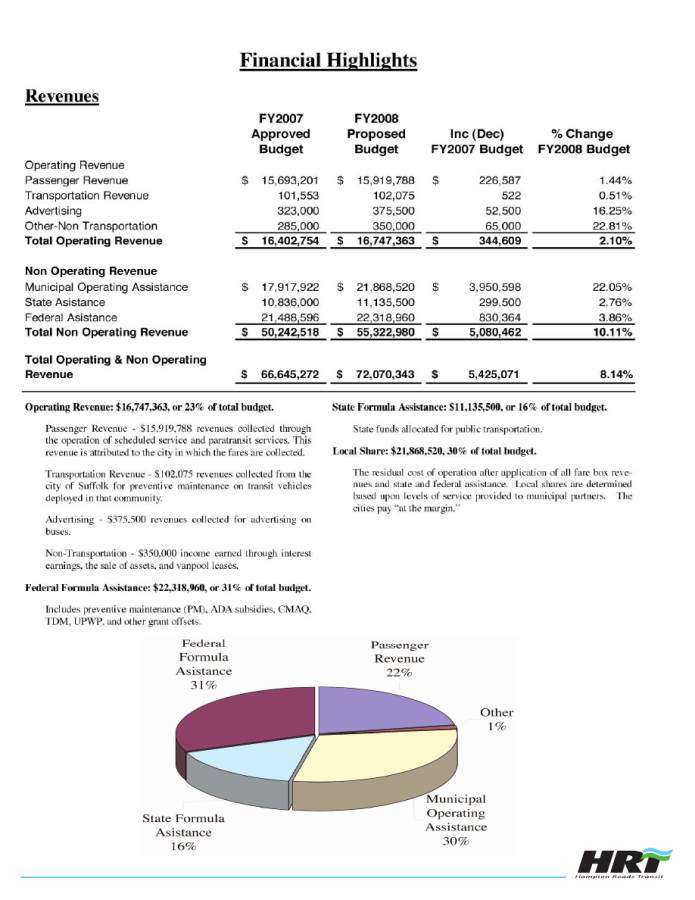 Financial Highlights
Revenues
FY2007 FY2008
Approved Proposed Inc (Dec) % Change
Budget Budget FY2007 Budget FY2008 Budget
Operating Revenue
Passenger Revenue $ 15,693,201 $ 15,919,788 $ 226,587 1.44%
Transportation Revenue 101,553 102,075 522 0.51%
Advertising 323,000 375,500 52,500 16.25%
Other-Non Transportation 285,000 350,000 65,000 22.81%
Total Operating Revenue $ 16,402,754 $ 16,747,363 $ 344,609 2.10%
Non Operating Revenue
Municipal Operating Assistance $ 17,917,922 $ 21,868,520 $ 3,950,598 22.05%
State Asistance 10,836,000 11,135,500 299,500 2.76%
Federal Asistance 21,488,596 22,318,960 830,364 3.86%
Total Non Operating Revenue $ 50,242,518 $ 55,322,980 $ 5,080,462 10.11%
Total Operating & Non Operating
Revenue $ 66,645,272 $ 72,070,343 $ 5,425,071 8.14%
Operating Revenue: $16,747,363, or 23% of total budget.
Passenger Revenue - $15,919,788 revenues collected through
the operation of scheduled service and paratransit services. This
revenue is attributed to the city in which the fares are collected.
Transportation Revenue - $102,075 revenues collected from the
city of Suffolk for preventive maintenance on transit vehicles
deployed in that community.
Advertising - $375,500 revenues collected for advertising on
buses.
Non-Transportation - $350,000 income earned through interest
earnings, the sale of assets, and vanpool leases.
Federal Formula Assistance: $22,318,960, or 31% of total budget.
Includes preventive maintenance (PM), ADA subsidies, CMAQ,
TDM, UPWP, and other grant offsets.
State Formula Assistance: $11,135,500, or 16% of total budget.
State funds allocated for public transportation.
Local Share: $21,868,520, 30% of total budget.
The residual cost of operation after application of all fare box reve-
nues and state and federal assistance. Local shares are determined
based upon levels of service provided to municipal partners. The
cities pay “at the margin.”
Federal
Formula
Asistance
31%
Passenger
Revenue
22%
Other
1%
Municipal
Operating
Assistance
30%
State Formula
Asistance
16%
HRT
Hampton Roads Transit